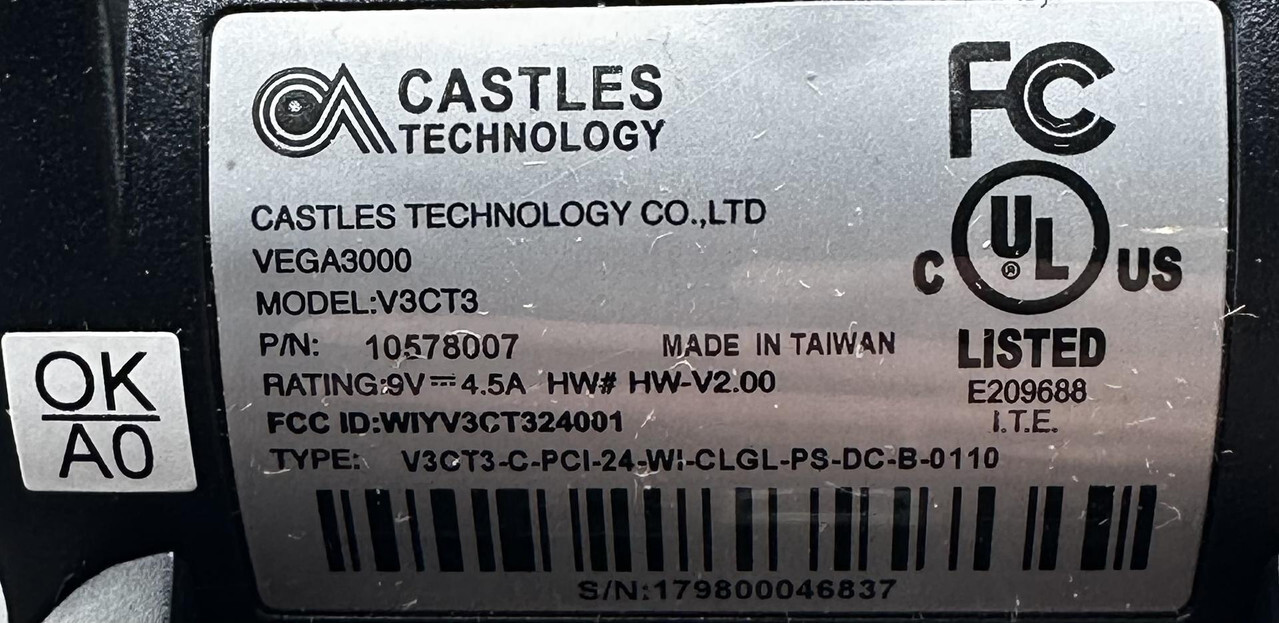 CASTLES
TECHNOLOGY
FC
CASTLES TECHNOLOGY CO.,LTD
VEGA3000
MODEL:V3CT3
C UL® US
P/N: 10578007 MADE IN TAIWAN
LISTED
RATING:9V⎓4.5A HW# HW-V2.00
E209688
I.T.E.
FCC ID:WIYV3CT324001
TYPE: V3CT3-C-PCI-24-WI-CLGL-PS-DC-B-0110
S/N:179800046837
OK
A0